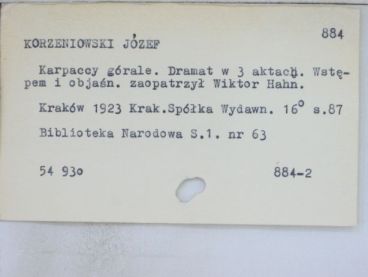 884
KORZENIOWSKI JÓZEF
Karpaccy górale. Dramat w 3 aktach. Wstę-
pem i objaśn. zaopatrzył Wiktor Hahn.
Kraków 1923 Krak.Spółka Wydawn. 16° s.87
Biblioteka Narodowa S.1. nr 63
54 930 884-2